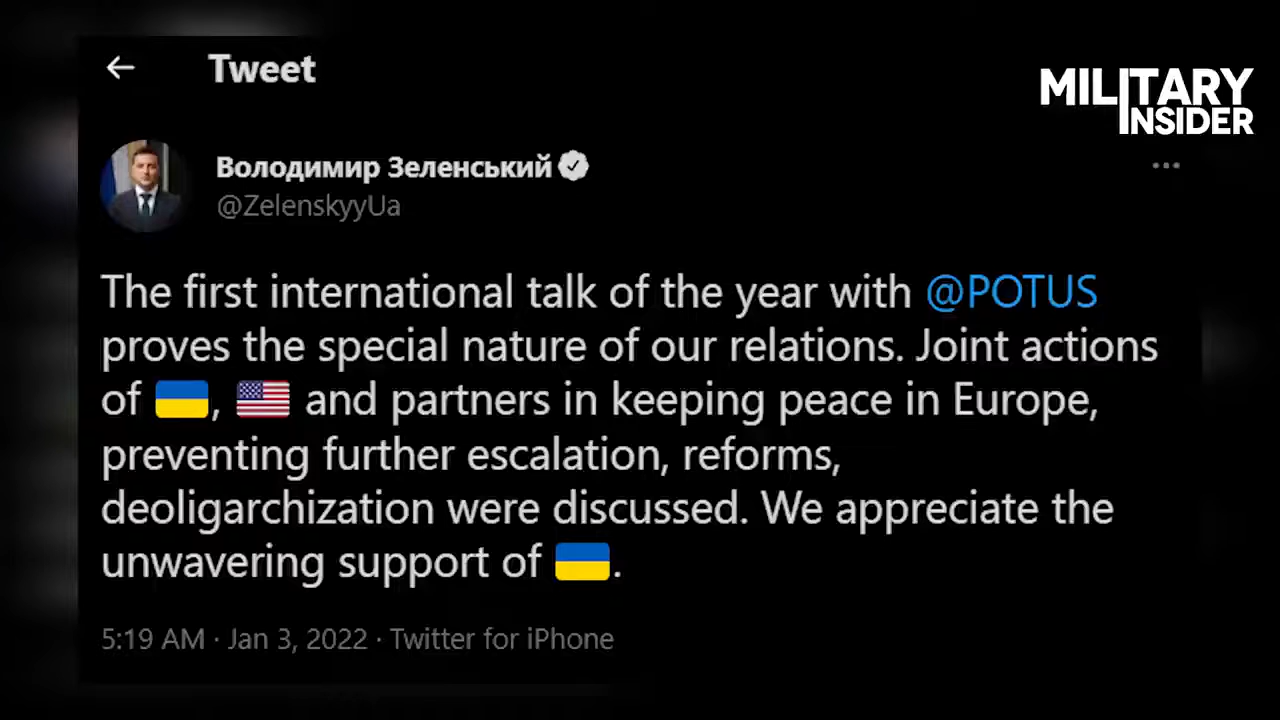 Tweet
MILITARY
INSIDER
Володимир Зеленський
@ZelenskyyUa
The first international talk of the year with @POTUS
proves the special nature of our relations. Joint actions
of 🇺🇦, 🇺🇸 and partners in keeping peace in Europe,
preventing further escalation, reforms,
deoligarchization were discussed. We appreciate the
unwavering support of 🇺🇦.
5:19 AM · Jan 3, 2022 · Twitter for iPhone